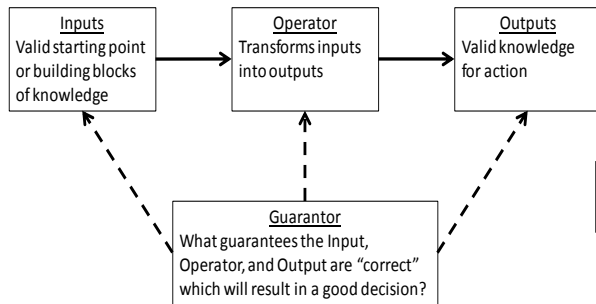 Inputs
Valid starting point
or building blocks
of knowledge
Operator
Transforms inputs
into outputs
Outputs
Valid knowledge
for action
Guarantor
What guarantees the Input,
Operator, and Output are “correct”
which will result in a good decision?